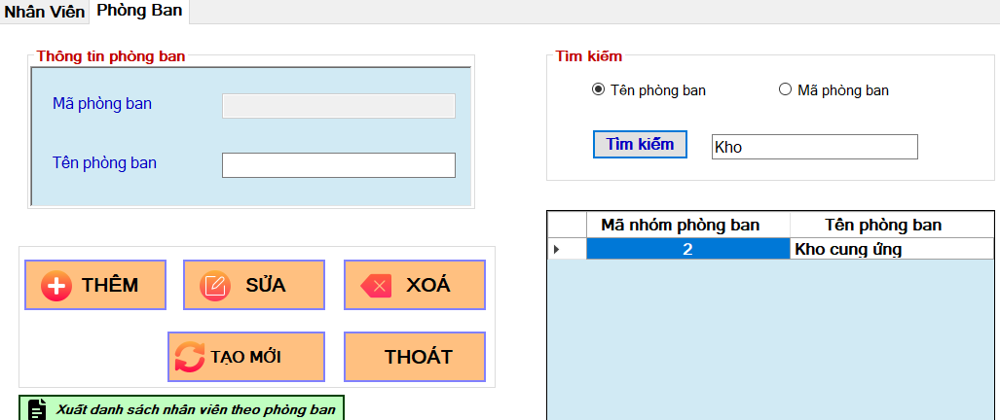 Nhân Viên Phòng Ban
Thông tin phòng ban
Mã phòng ban
Tên phòng ban
THÊM SỬA XOÁ
TẠO MỚI THOÁT
Xuất danh sách nhân viên theo phòng ban
Tìm kiếm
Tên phòng ban Mã phòng ban
Tìm kiếm Kho
Mã nhóm phòng ban Tên phòng ban
2 Kho cung ứng